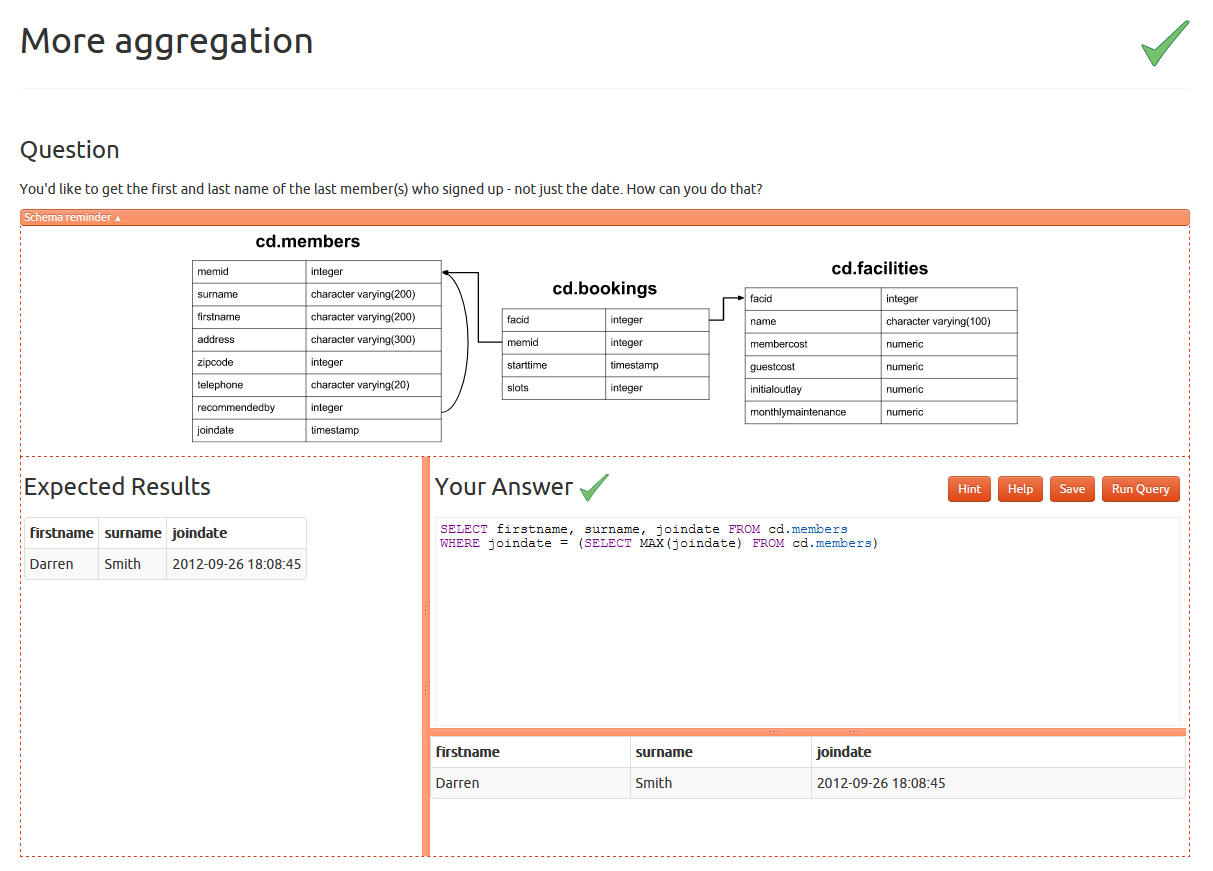 More aggregation
Question
You'd like to get the first and last name of the last member(s) who signed up - not just the date. How can you do that?
Schema reminder ▲
cd.members
memid integer
surname character varying(200)
firstname character varying(200)
address character varying(300)
zipcode integer
telephone character varying(20)
recommendedby integer
joindate timestamp
cd.bookings
facid integer
memid integer
starttime timestamp
slots integer
cd.facilities
facid integer
name character varying(100)
membercost numeric
guestcost numeric
initialoutlay numeric
monthlymaintenance numeric
Expected Results
firstname surname joindate
Darren Smith 2012-09-26 18:08:45
Your Answer
Hint Help Save Run Query
SELECT firstname, surname, joindate FROM cd.members
WHERE joindate = (SELECT MAX(joindate) FROM cd.members)
firstname surname joindate
Darren Smith 2012-09-26 18:08:45